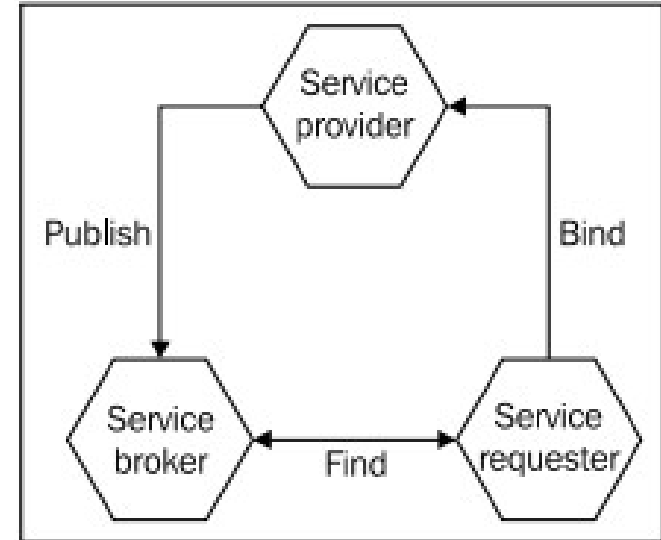 Service
provider
Publish
Bind
Service
broker
Find
Service
requester